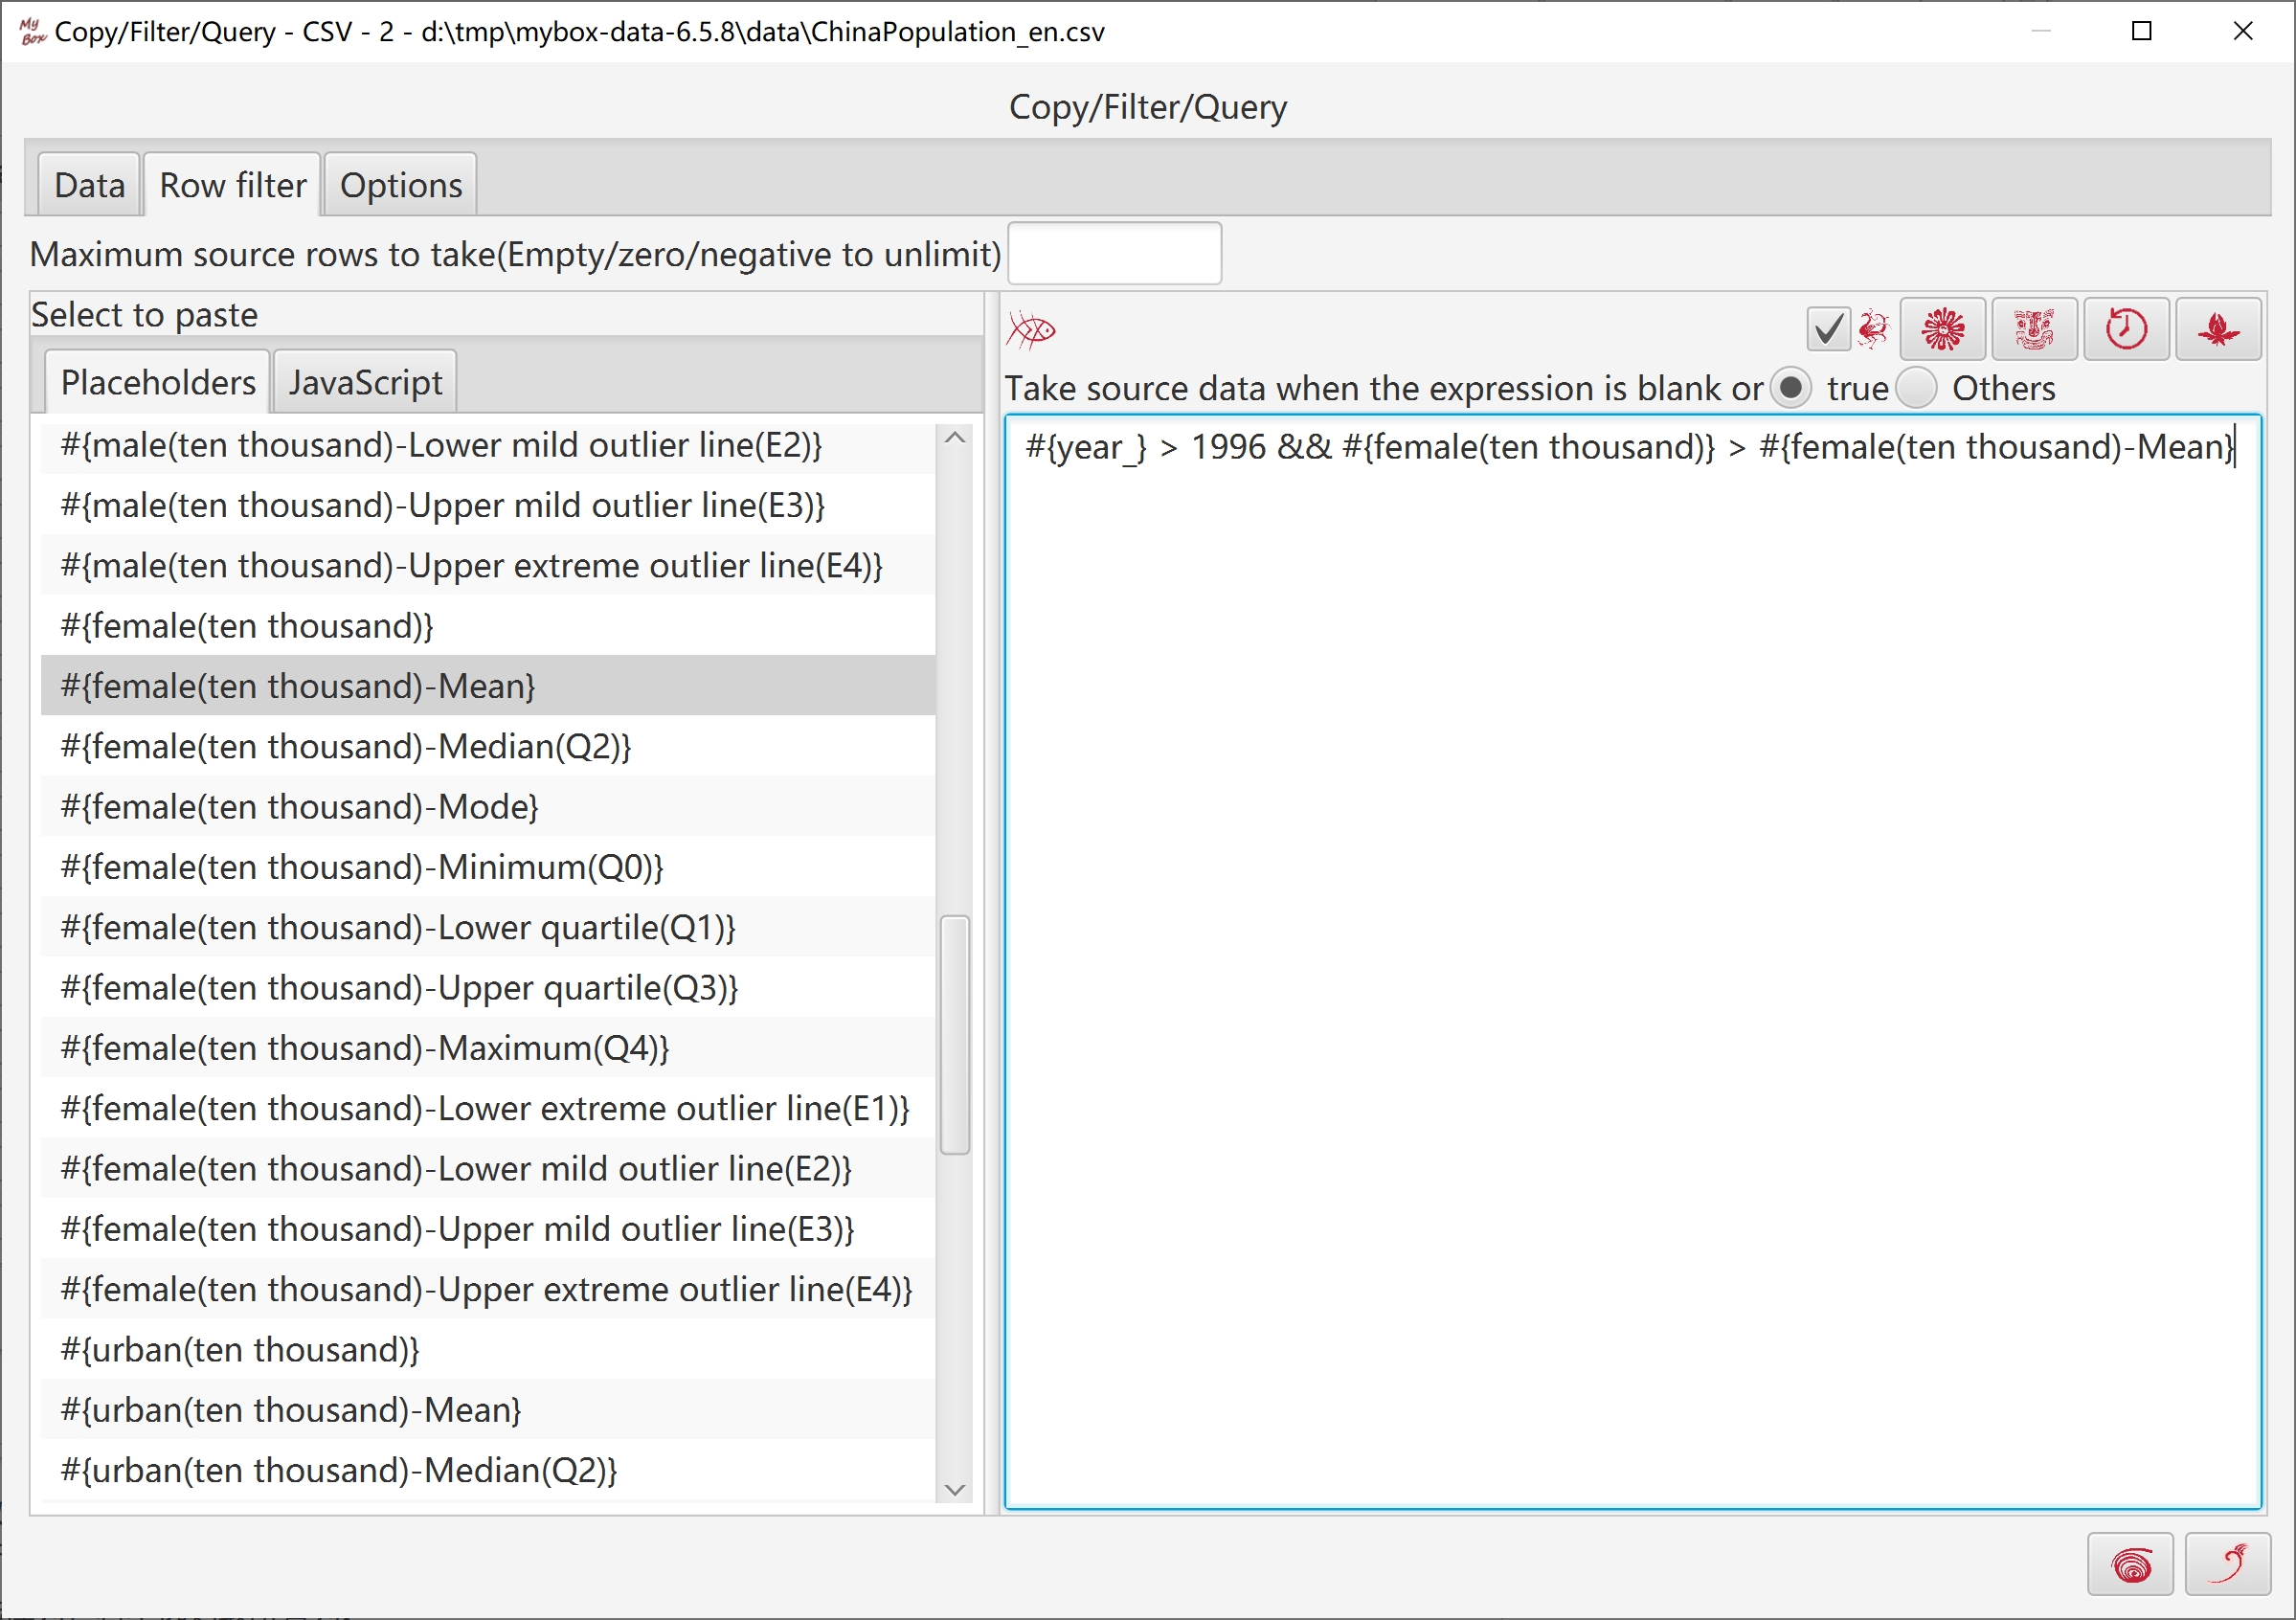 My Box Copy/Filter/Query - CSV - 2 - d:\tmp\mybox-data-6.5.8\data\ChinaPopulation_en.csv
Copy/Filter/Query
Data Row filter Options
Maximum source rows to take(Empty/zero/negative to unlimit)
Select to paste
Placeholders JavaScript
#{male(ten thousand)-Lower mild outlier line(E2)}
#{male(ten thousand)-Upper mild outlier line(E3)}
#{male(ten thousand)-Upper extreme outlier line(E4)}
#{female(ten thousand)}
#{female(ten thousand)-Mean}
#{female(ten thousand)-Median(Q2)}
#{female(ten thousand)-Mode}
#{female(ten thousand)-Minimum(Q0)}
#{female(ten thousand)-Lower quartile(Q1)}
#{female(ten thousand)-Upper quartile(Q3)}
#{female(ten thousand)-Maximum(Q4)}
#{female(ten thousand)-Lower extreme outlier line(E1)}
#{female(ten thousand)-Lower mild outlier line(E2)}
#{female(ten thousand)-Upper mild outlier line(E3)}
#{female(ten thousand)-Upper extreme outlier line(E4)}
#{urban(ten thousand)}
#{urban(ten thousand)-Mean}
#{urban(ten thousand)-Median(Q2)}
Take source data when the expression is blank or true Others
#{year_} > 1996 && #{female(ten thousand)} > #{female(ten thousand)-Mean}